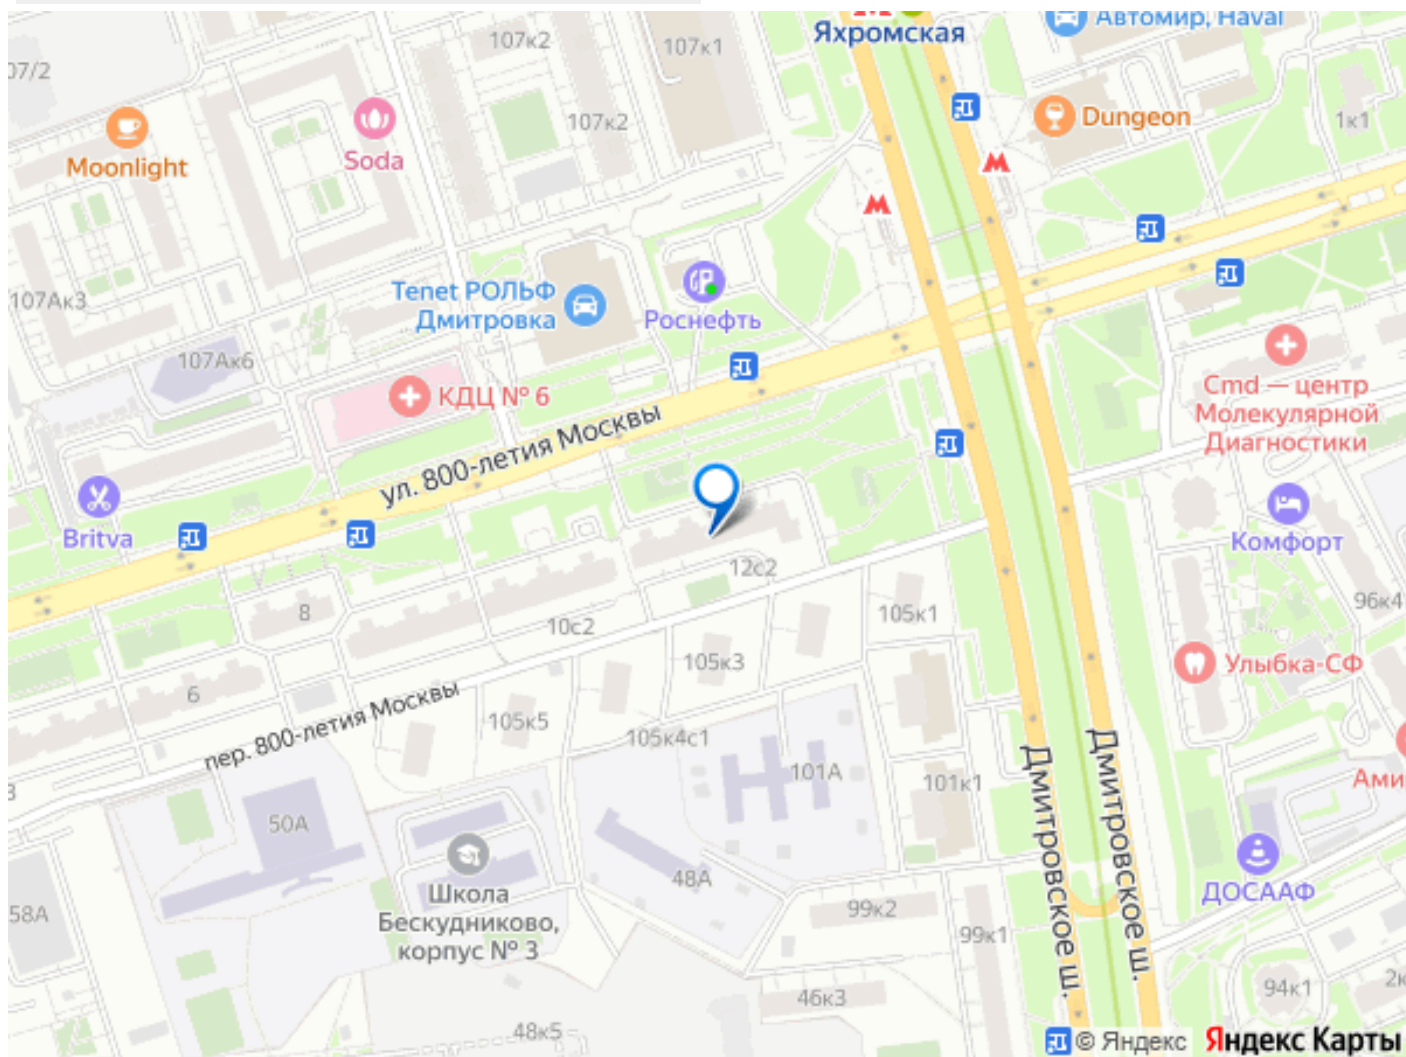 Яхромская
Автомир, Haval
107к2
107к1
07/2
Moonlight
Soda
107к2
Dungeon
1к1
107Ак3
Tenet РОЛЬФ
Дмитровка
Роснефть
107Ак6
КДЦ № 6
Cmd — центр
Молекулярной
Диагностики
ул. 800-летия Москвы
Britva
Комфорт
12с2
8
10с2
105к1
96к4
105к3
Улыбка-СФ
6
пер. 800-летия Москвы
105к5
105к4с1
101А
101к1
Дмитровское ш.
Дмитровское ш.
Ами
50А
Школа
Бескудниково,
корпус № 3
48А
ДОСААФ
58А
99к2
99к1
46к3
94к1
2к
48к5
© Яндекс
Яндекс Карты